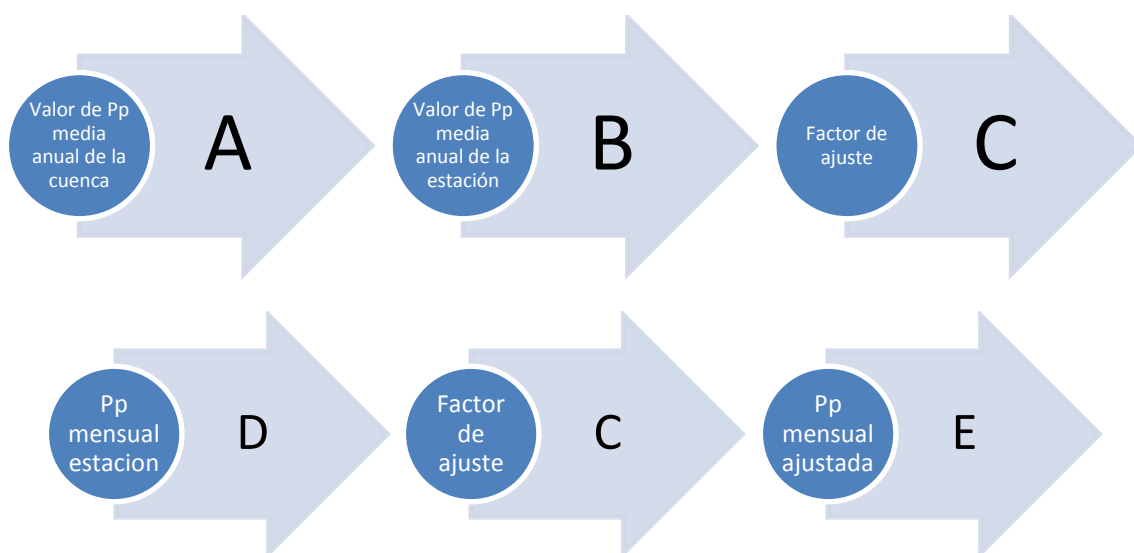 Valor de Pp
media
anual de la
cuenca
A
Valor de Pp
media
anual de la
estación
B
Factor de
ajuste
C
Pp
mensual
estacion
D
Factor
de
ajuste
C
Pp
mensual
ajustada
E